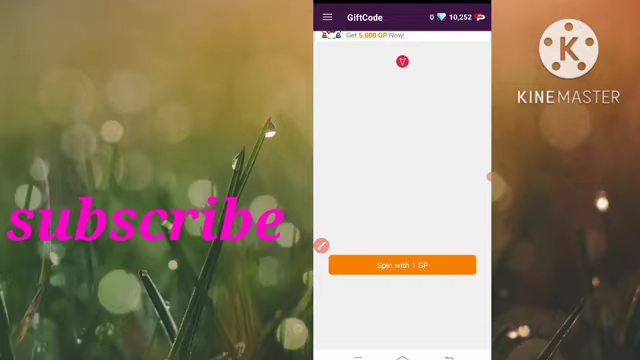 GiftCode
0 10,252
Get 5.000 GP Now!
Spin with 1 GP
subscribe
K
KINEMASTER